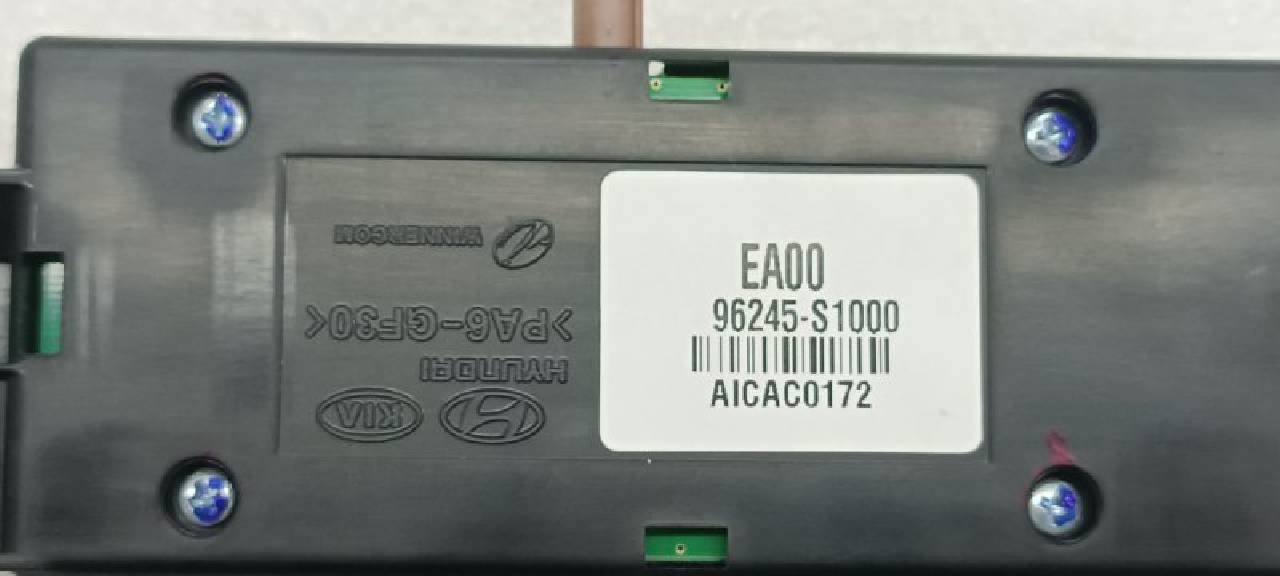 WINNERCOM
>PA6-GF30<
HYUNDAI
KIA
EA00
96245-S1000
AICAC0172